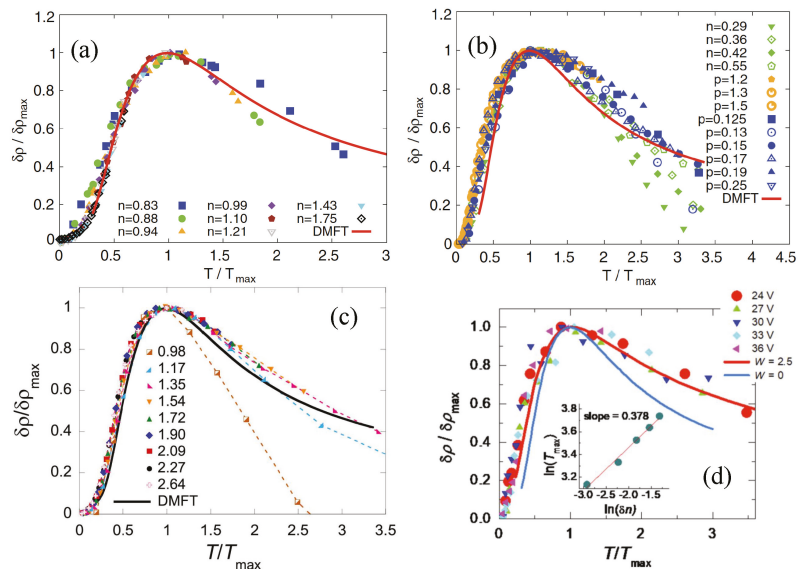 (a)
δρ / δρmax
1
0.8
0.6
0.4
0.2
0
0 0.5 1 1.5 2 2.5 3
T / Tmax
n=0.83 n=0.99 n=1.43
n=0.88 n=1.10 n=1.75
n=0.94 n=1.21 DMFT
(b)
δρ / δρmax
1
0.8
0.6
0.4
0.2
0
0 0.5 1 1.5 2 2.5 3 3.5 4 4.5
T / Tmax
n=0.29
n=0.36
n=0.42
n=0.55
p=1.2
p=1.3
p=1.5
p=0.125
p=0.13
p=0.15
p=0.17
p=0.19
p=0.25
DMFT
(c)
δρ/δρmax
1
0.8
0.6
0.4
0.2
0
0 0.5 1 1.5 2 2.5 3 3.5
T/Tmax
0.98
1.17
1.35
1.54
1.72
1.90
2.09
2.27
2.64
DMFT
(d)
δρ / δρmax
1.0
0.8
0.6
0.4
0.2
0.0
0 1 2 3
T/Tmax
24 V
27 V
30 V
33 V
36 V
W = 2.5
W = 0
slope = 0.378
ln(Tmax)
3.8
3.5
3.2
-3.0 -2.5 -2.0 -1.5
ln(δn)